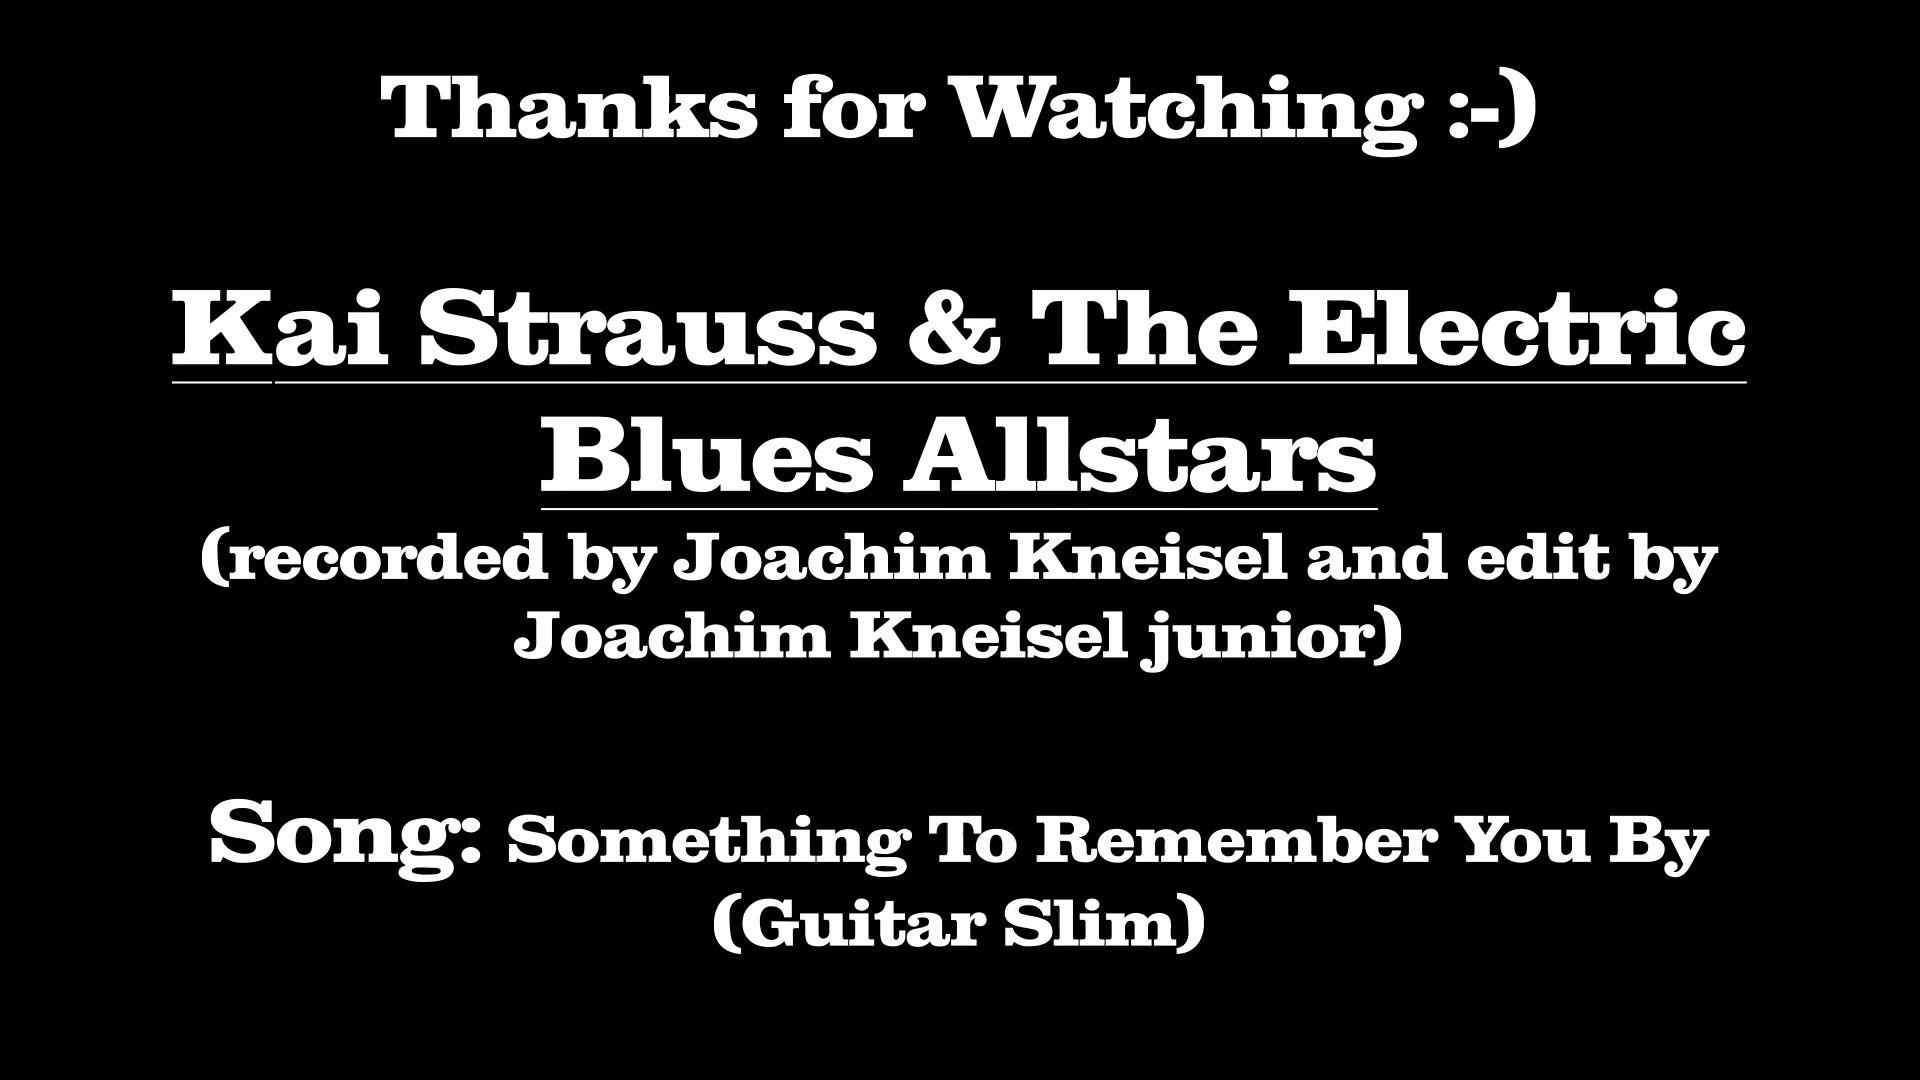 Thanks for Watching :-)
Kai Strauss & The Electric
Blues Allstars
(recorded by Joachim Kneisel and edit by
Joachim Kneisel junior)
Song: Something To Remember You By
(Guitar Slim)